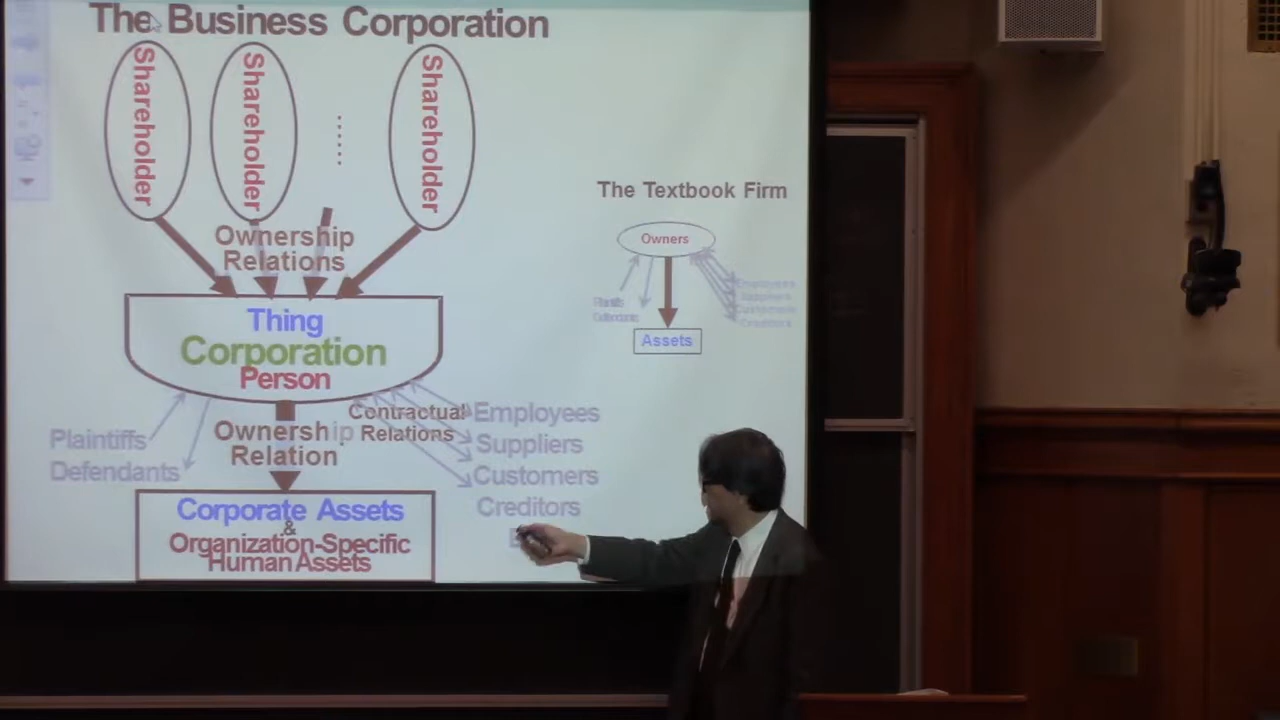 The Business Corporation
Shareholder
Shareholder
Shareholder
Ownership
Relations
Thing
Corporation
Person
Plaintiffs
Defendants
Ownership
Relation
Contractual
Relations
Employees
Suppliers
Customers
Creditors
Corporate Assets
&
Organization-Specific
Human Assets
The Textbook Firm
Owners
Plaintiffs
Defendants
Employees
Suppliers
Customers
Creditors
Assets